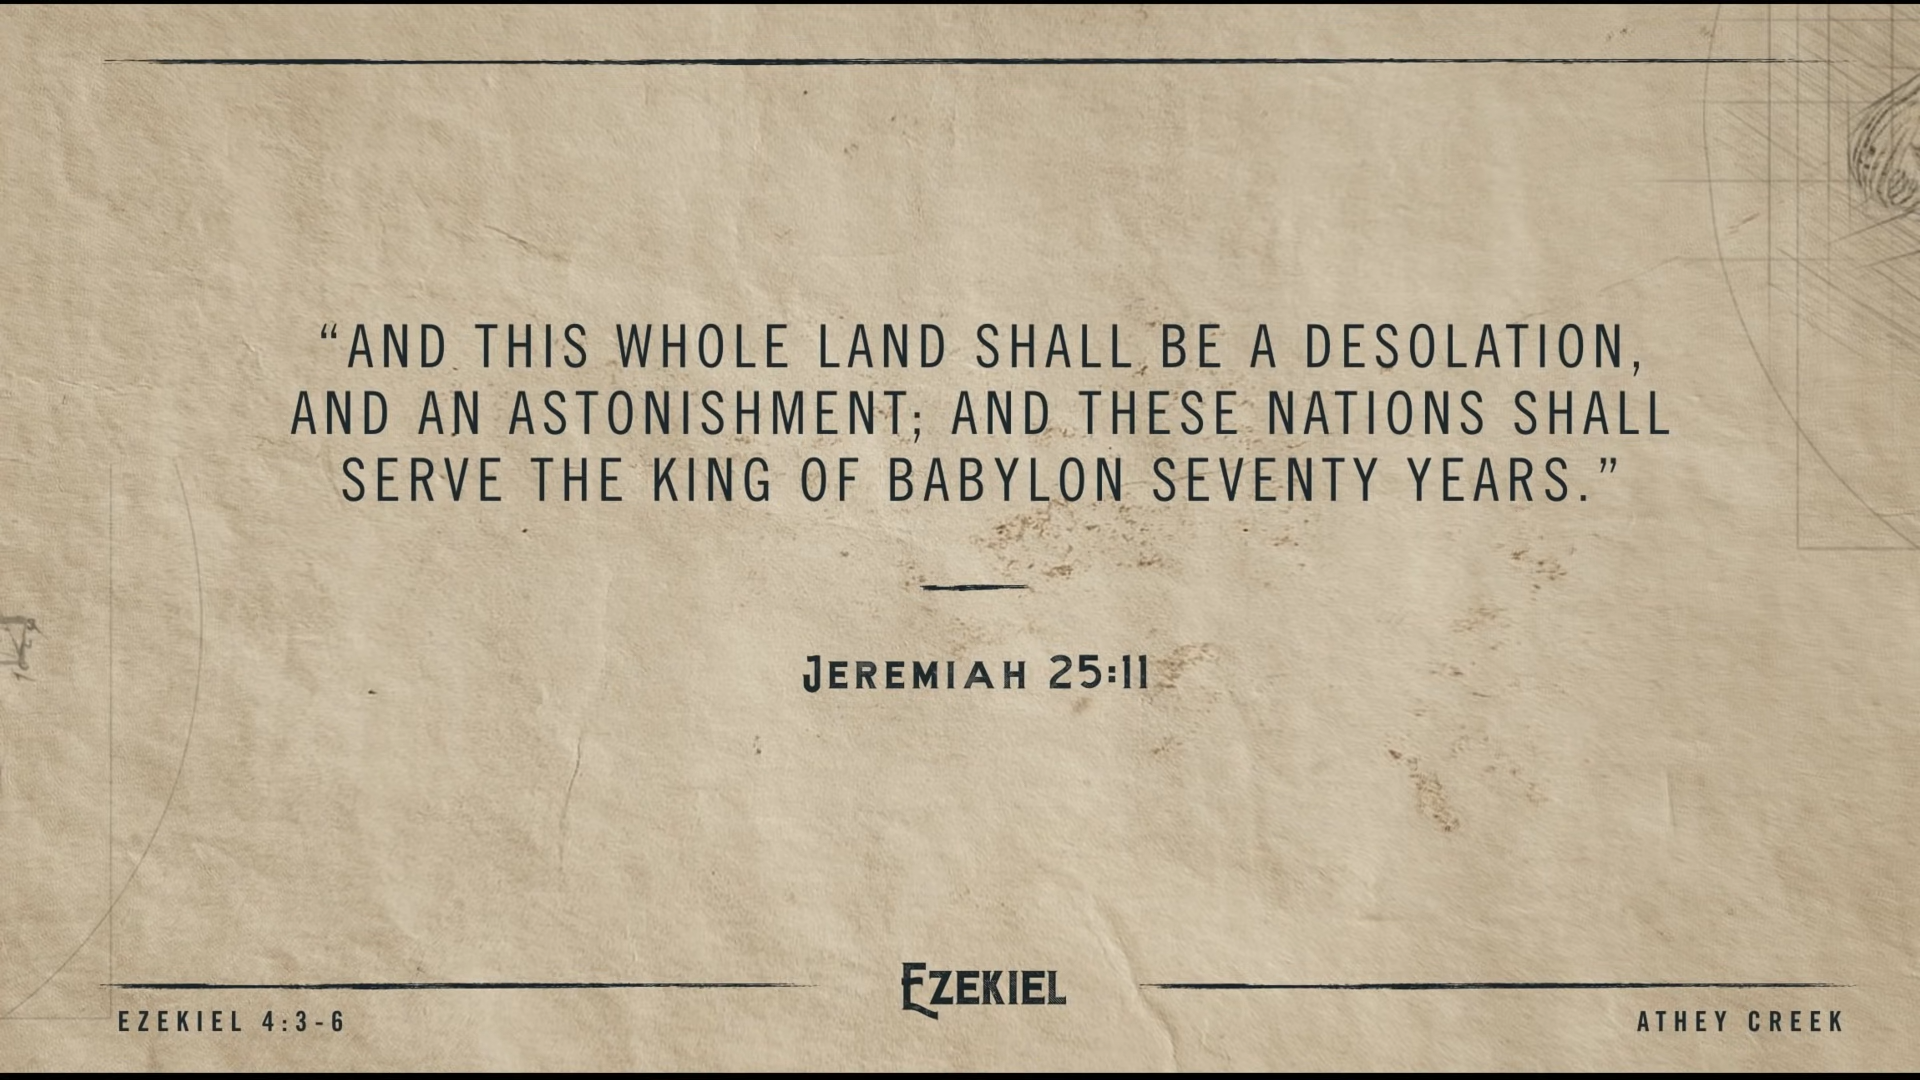 “AND THIS WHOLE LAND SHALL BE A DESOLATION,
AND AN ASTONISHMENT; AND THESE NATIONS SHALL
SERVE THE KING OF BABYLON SEVENTY YEARS.”
JEREMIAH 25:11
EZEKIEL
EZEKIEL 4:3-6
ATHEY CREEK